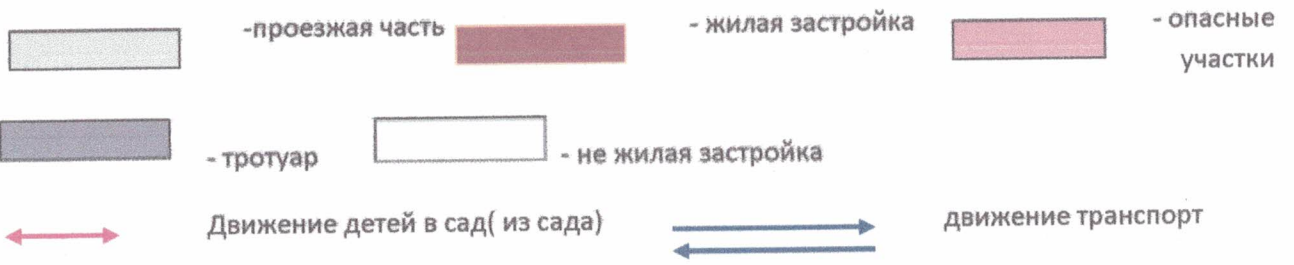 -проезжая часть - жилая застройка - опасные
участки
- тротуар - не жилая застройка
Движение детей в сад( из сада) движение транспорт